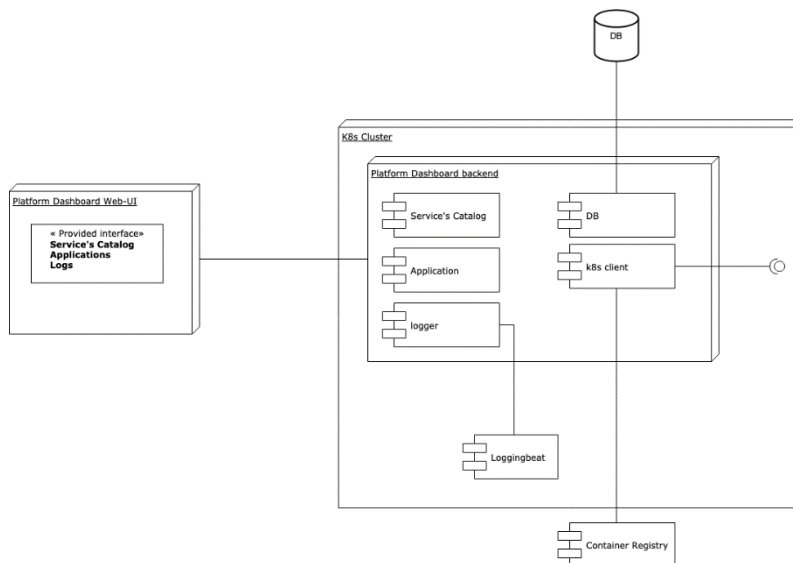 DB
K8s Cluster
Platform Dashboard backend
Platform Dashboard Web-UI
« Provided interface»
Service's Catalog
Applications
Logs
Service's Catalog
DB
Application
k8s client
logger
Loggingbeat
Container Registry